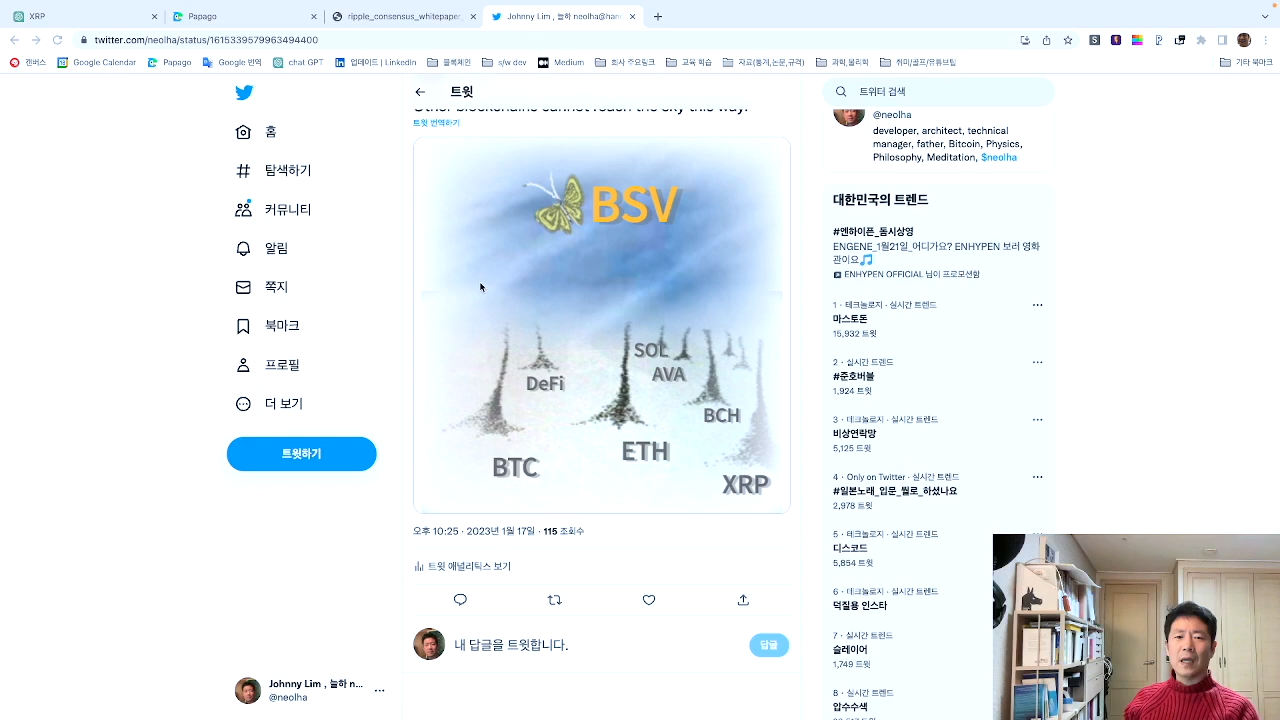 XRP
Papago
ripple_consensus_whitepaper
Johnny Lim , 늘하 neolha@han
twitter.com/neolha/status/1615339579963494400
캔버스
Google Calendar
Papago
Google 번역
chat GPT
업데이트 | LinkedIn
블록체인
s/w dev
Medium
회사 주요링크
교육 학습
자료(통계,논문,규격)
과학,물리학
취미/골프/유튜브팁
기타 북마크
트윗
트위터 검색
Other blockchains cannot reach the sky this way.
트윗 번역하기
홈
탐색하기
커뮤니티
알림
쪽지
북마크
프로필
더 보기
트윗하기
Johnny Lim , 늘하 n...
@neolha
BSV
SOL
AVA
DeFi
BCH
ETH
BTC
XRP
오후 10:25 · 2023년 1월 17일 · 115 조회수
트윗 애널리틱스 보기
내 답글을 트윗합니다.
답글
@neolha
developer, architect, technical
manager, father, Bitcoin, Physics,
Philosophy, Meditation, $neolha
대한민국의 트렌드
#엔하이픈_동시상영
ENGENE_1월21일_어디가요? ENHYPEN 보러 영화
관이요
ENHYPEN OFFICIAL 님이 프로모션함
1 · 테크놀로지 · 실시간 트렌드
마스토돈
15,932 트윗
2 · 실시간 트렌드
#준호버블
1,924 트윗
3 · 테크놀로지 · 실시간 트렌드
비상연락망
5,125 트윗
4 · Only on Twitter · 실시간 트렌드
#일본노래_입문_뭘로_하셨나요
2,978 트윗
5 · 테크놀로지 · 실시간 트렌드
디스코드
5,854 트윗
6 · 테크놀로지 · 실시간 트렌드
덕질용 인스타
7 · 실시간 트렌드
슬레이어
1,749 트윗
8 · 실시간 트렌드
압수수색